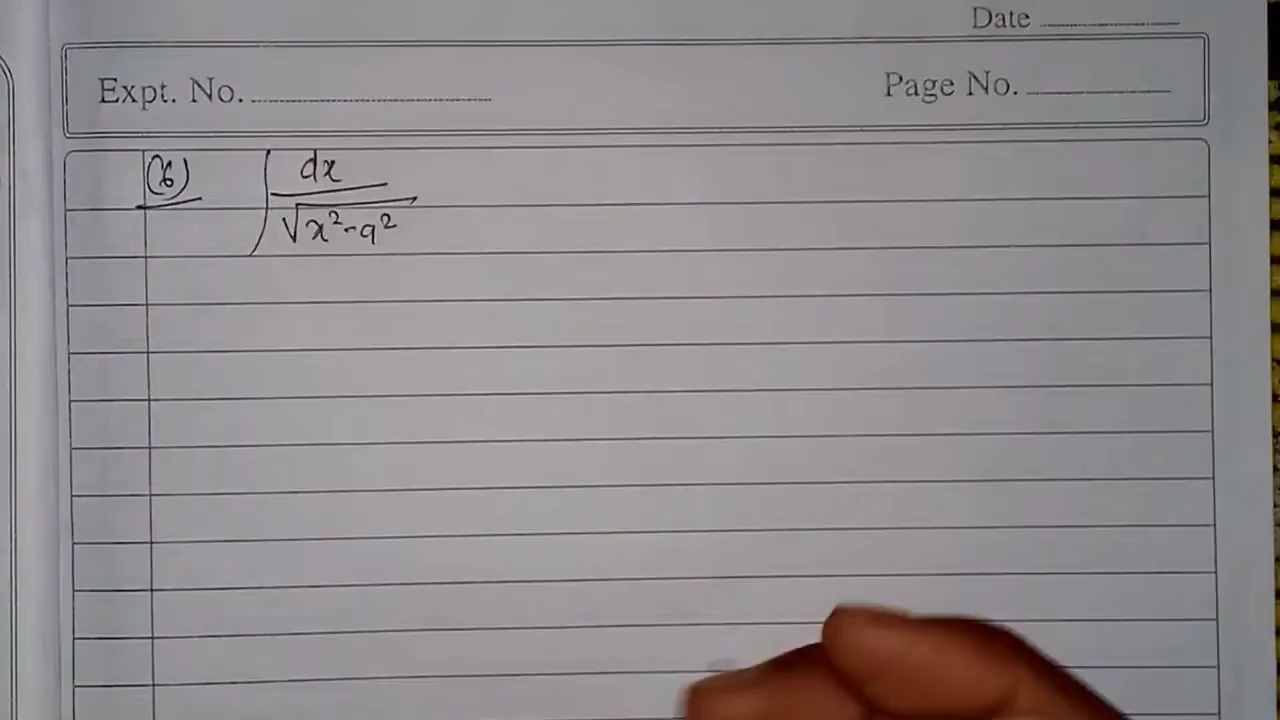 Date
Expt. No.
Page No.
(6) ∫ dx
√x²-a²